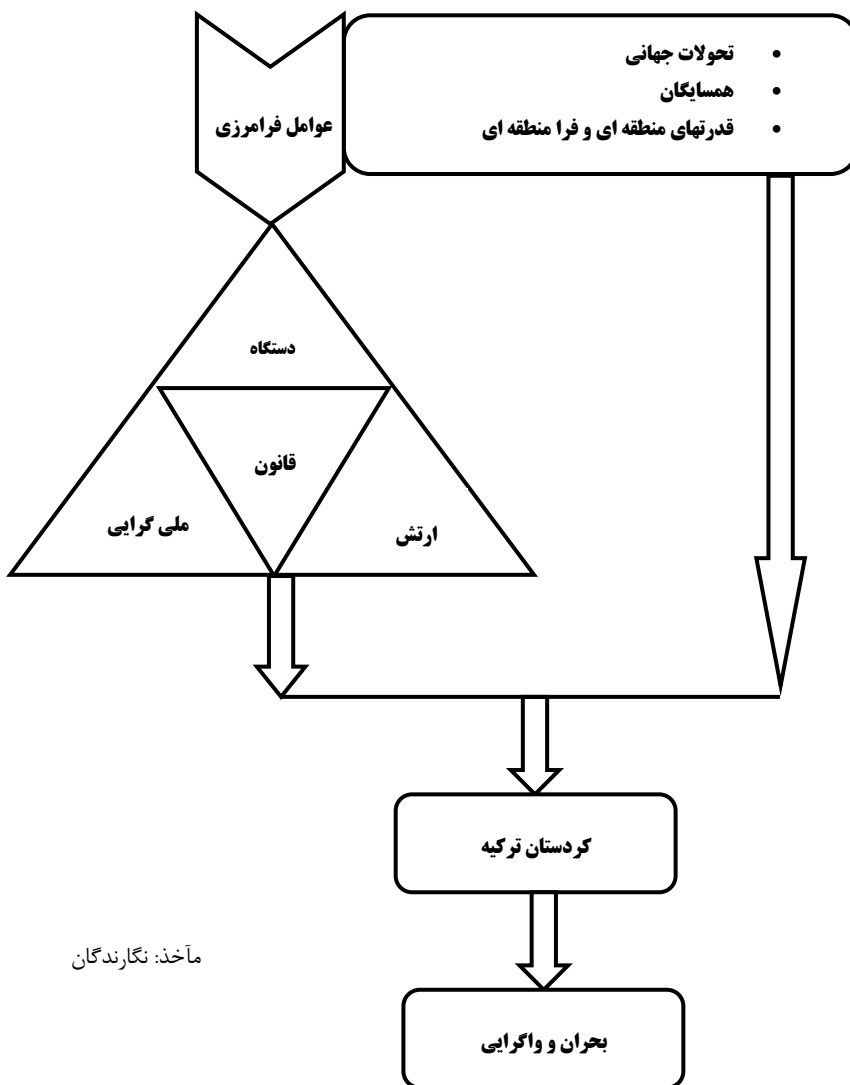 • تحولات جهانی
• همسایگان
• قدرتهای منطقه ای و فرا منطقه ای
عوامل فرامرزی
دستگاه
قانون
ملی گرایی
ارتش
کردستان ترکیه
مآخذ: نگارندگان
بحران و واگرایی